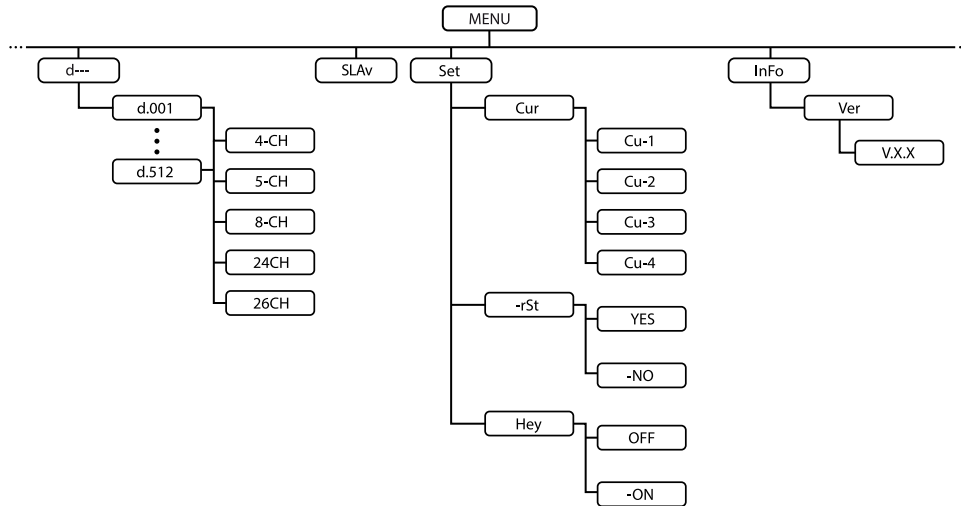 MENU
d---
SLAv
Set
InFo
d.001
Cur
Ver
4-CH
Cu-1
V.X.X
d.512
5-CH
Cu-2
8-CH
Cu-3
24CH
Cu-4
26CH
-rSt
YES
-NO
Hey
OFF
-ON